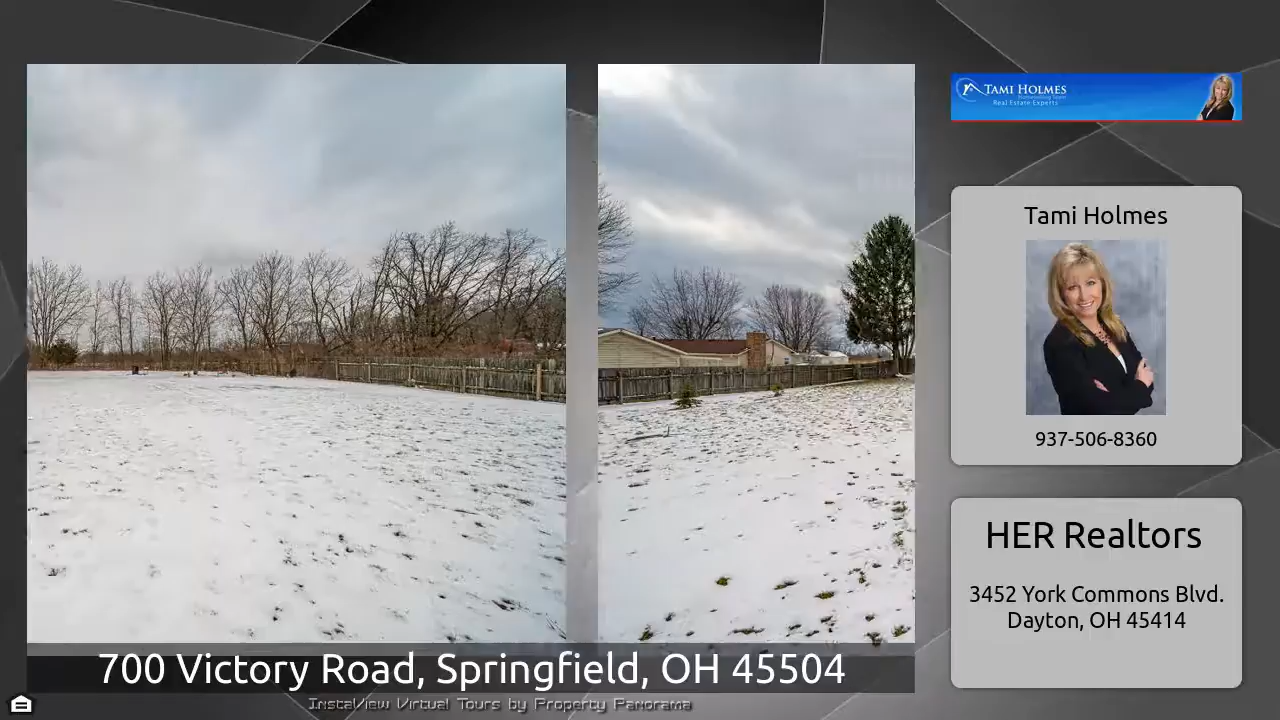 TAMI HOLMES
Real Estate Experts
Tami Holmes
937-506-8360
HER Realtors
3452 York Commons Blvd.
Dayton, OH 45414
700 Victory Road, Springfield, OH 45504
InstaView Virtual Tours by Property Panorama